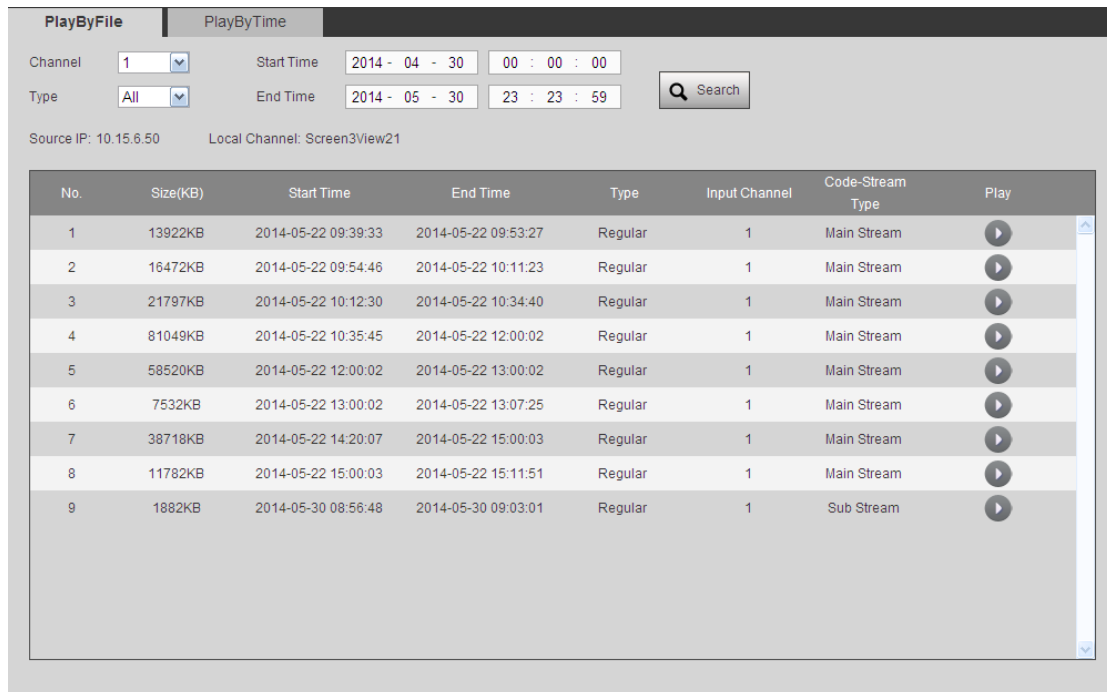 PlayByFile PlayByTime
Channel 1 Start Time 2014 - 04 - 30 00 : 00 : 00
Search
Type All End Time 2014 - 05 - 30 23 : 23 : 59
Source IP: 10.15.6.50 Local Channel: Screen3View21
No. Size(KB) Start Time End Time Type Input Channel Code-Stream Type Play
1 13922KB 2014-05-22 09:39:33 2014-05-22 09:53:27 Regular 1 Main Stream
2 16472KB 2014-05-22 09:54:46 2014-05-22 10:11:23 Regular 1 Main Stream
3 21797KB 2014-05-22 10:12:30 2014-05-22 10:34:40 Regular 1 Main Stream
4 81049KB 2014-05-22 10:35:45 2014-05-22 12:00:02 Regular 1 Main Stream
5 58520KB 2014-05-22 12:00:02 2014-05-22 13:00:02 Regular 1 Main Stream
6 7532KB 2014-05-22 13:00:02 2014-05-22 13:07:25 Regular 1 Main Stream
7 38718KB 2014-05-22 14:20:07 2014-05-22 15:00:03 Regular 1 Main Stream
8 11782KB 2014-05-22 15:00:03 2014-05-22 15:11:51 Regular 1 Main Stream
9 1882KB 2014-05-30 08:56:48 2014-05-30 09:03:01 Regular 1 Sub Stream